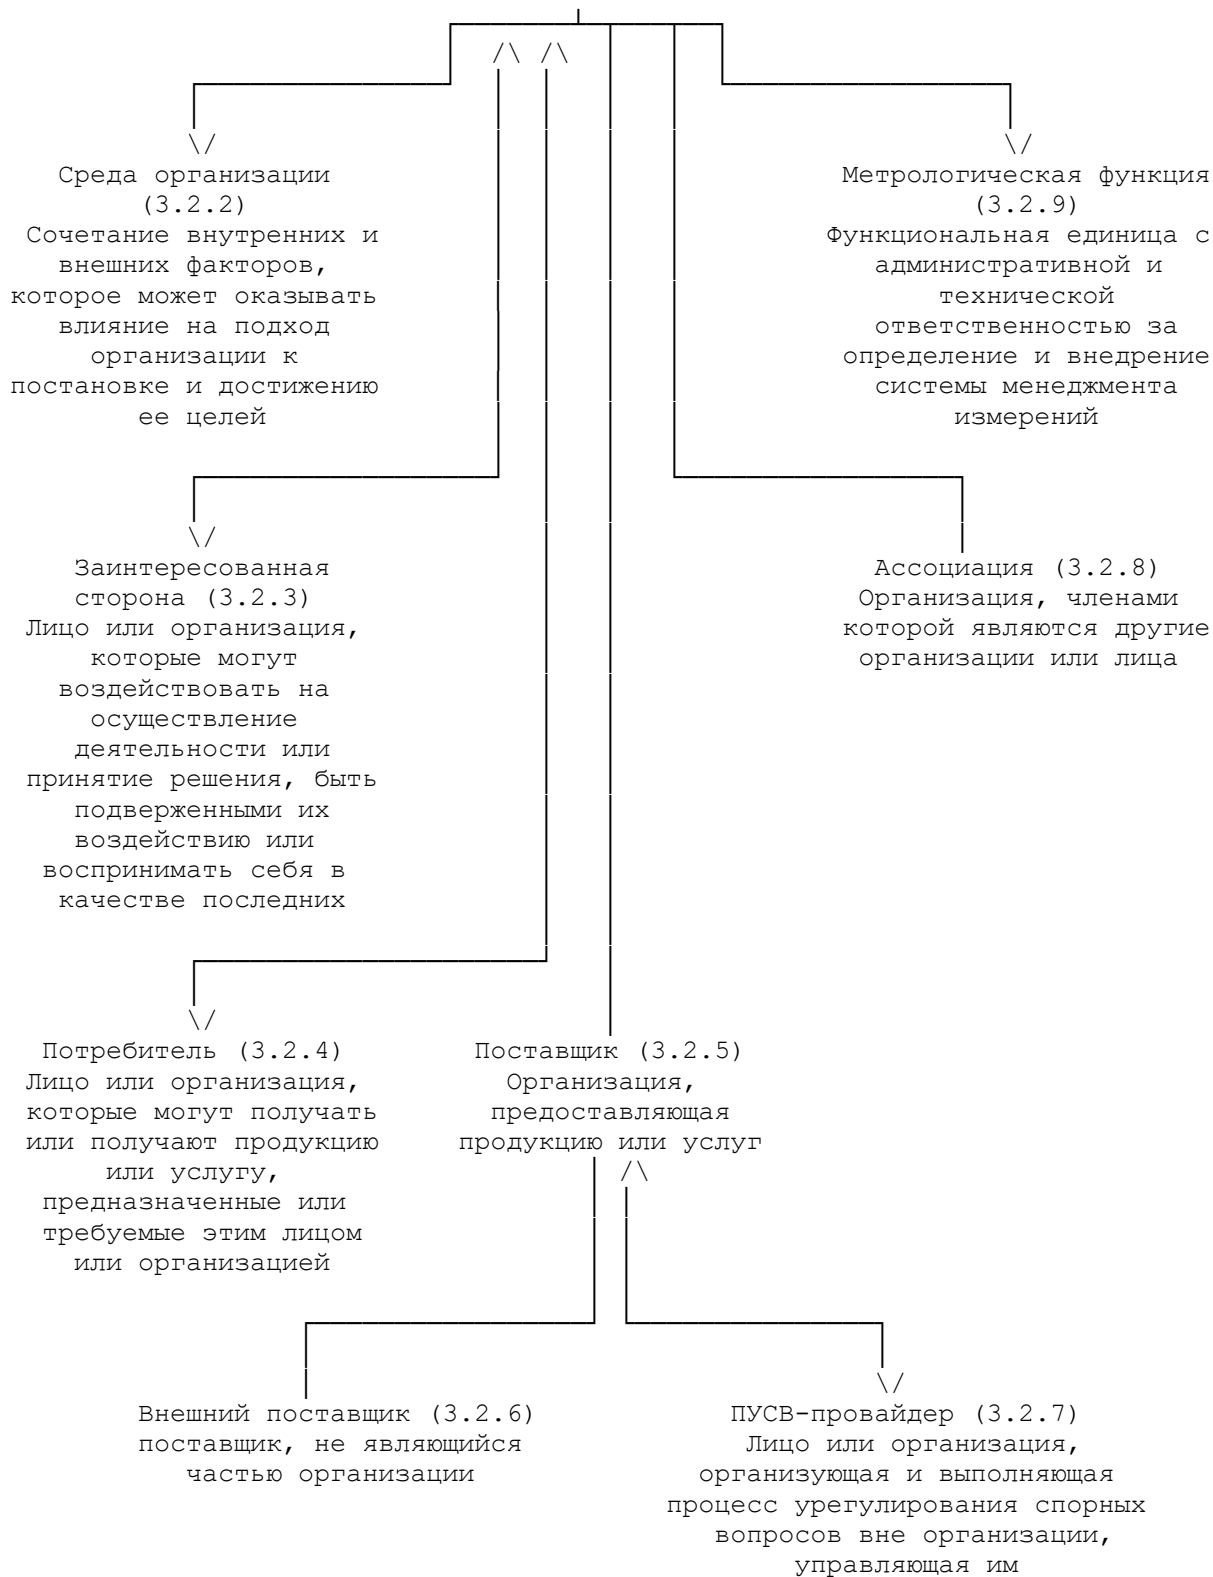 Среда организации
(3.2.2)
Сочетание внутренних и
внешних факторов,
которое может оказывать
влияние на подход
организации к
постановке и достижению
ее целей
Метрологическая функция
(3.2.9)
Функциональная единица с
административной и
технической
ответственностью за
определение и внедрение
системы менеджмента
измерений
Заинтересованная
сторона (3.2.3)
Лицо или организация,
которые могут
воздействовать на
осуществление
деятельности или
принятие решения, быть
подверженными их
воздействию или
воспринимать себя в
качестве последних
Ассоциация (3.2.8)
Организация, членами
которой являются другие
организации или лица
Потребитель (3.2.4)
Лицо или организация,
которые могут получать
или получают продукцию
или услугу,
предназначенные или
требуемые этим лицом
или организацией
Поставщик (3.2.5)
Организация,
предоставляющая
продукцию или услуг
Внешний поставщик (3.2.6)
поставщик, не являющийся
частью организации
ПУСВ-провайдер (3.2.7)
Лицо или организация,
организующая и выполняющая
процесс урегулирования спорных
вопросов вне организации,
управляющая им